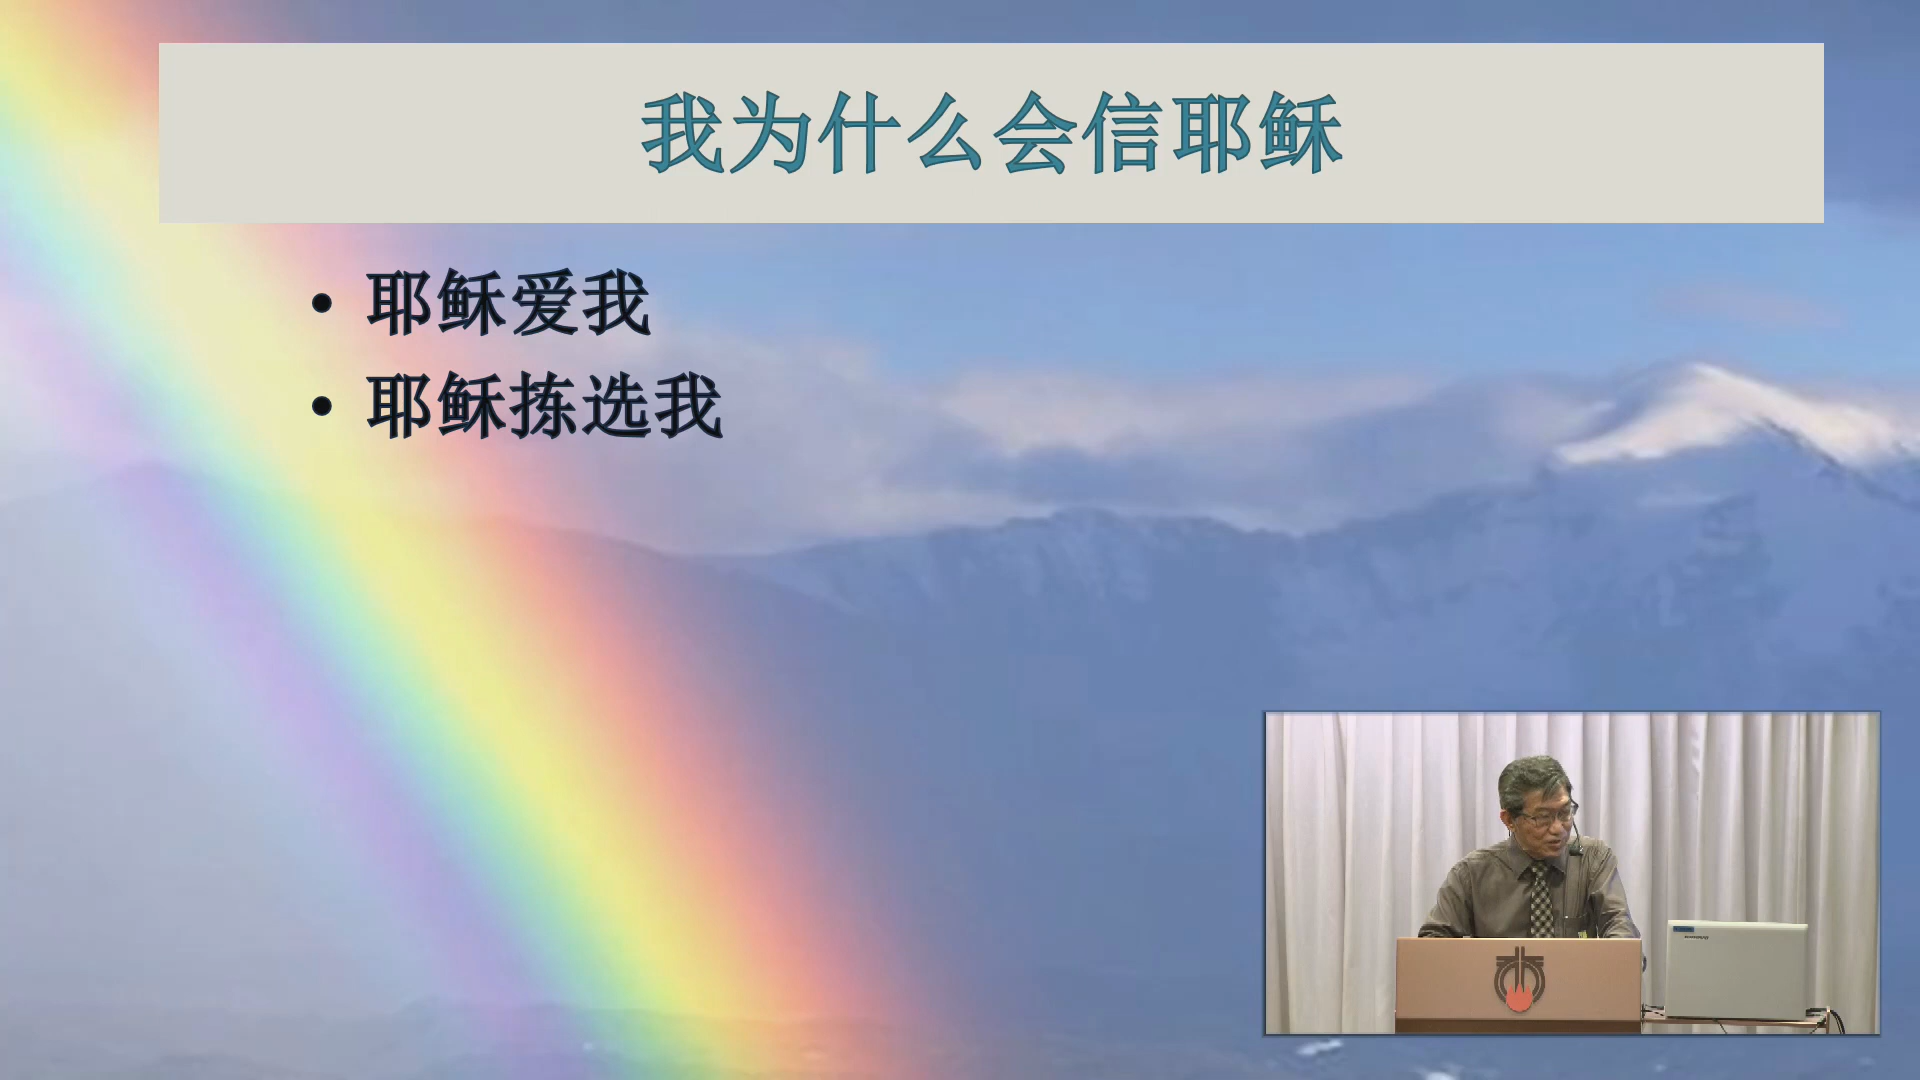 我为什么会信耶稣
• 耶稣爱我
• 耶稣拣选我